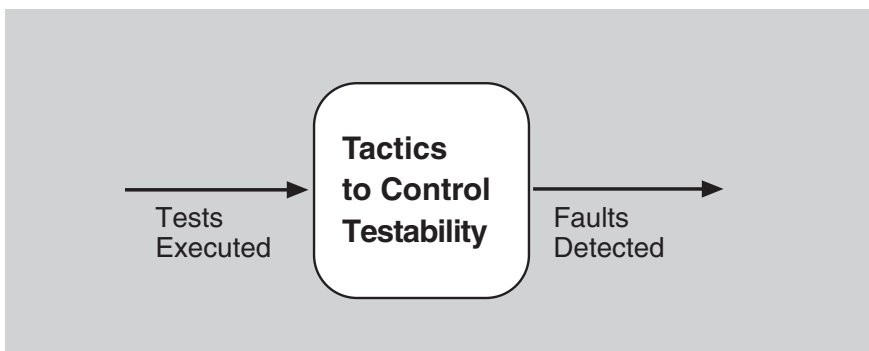 Tests
Executed
Tactics
to Control
Testability
Faults
Detected